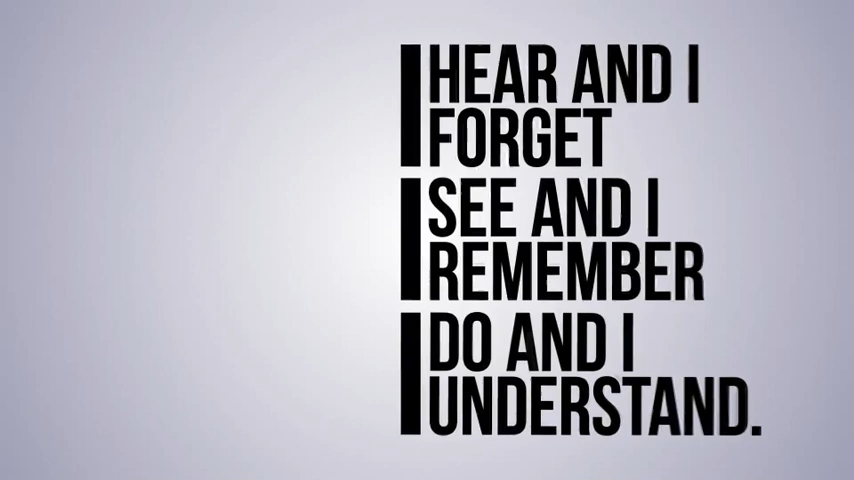 I HEAR AND I
FORGET
I SEE AND I
REMEMBER
I DO AND I
UNDERSTAND.